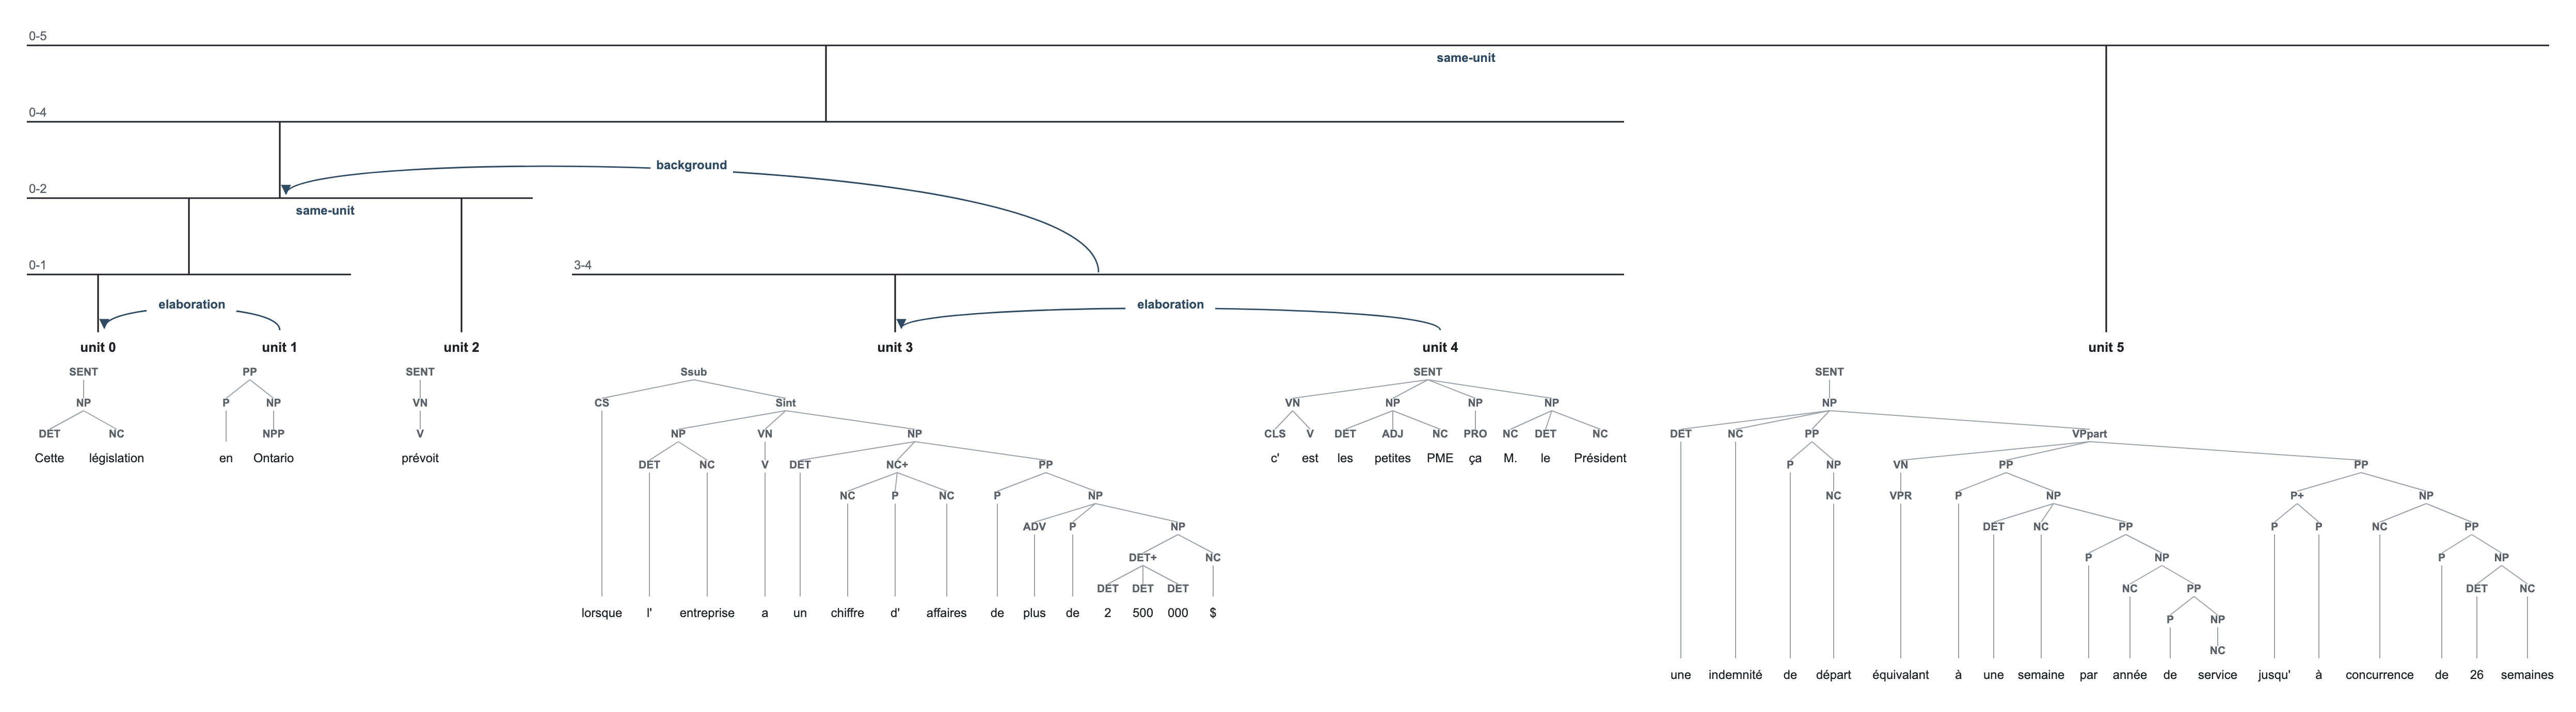 0-5
same-unit
0-4
background
0-2
same-unit
0-1
3-4
elaboration
elaboration
unit 0 unit 1 unit 2 unit 3 unit 4 unit 5
SENT PP SENT Ssub SENT SENT
NP P NP VN CS Sint VN NP NP NP NP
DET NC NPP V NP VN NP CLS V DET ADJ NC PRO NC DET NC DET NC PP VPpart
Cette législation en Ontario prévoit c' est les petites PME ça M. le Président
DET NC V DET NC+ PP P NP VN PP PP
NC P NC P NP NC VPR P NP P+ NP
ADV P NP DET NC PP P P NC PP
DET+ NC P NP P NP
DET DET DET NC PP DET NC
lorsque l' entreprise a un chiffre d' affaires de plus de 2 500 000 $
P NP
NC
une indemnité de départ équivalant à une semaine par année de service jusqu' à concurrence de 26 semaines